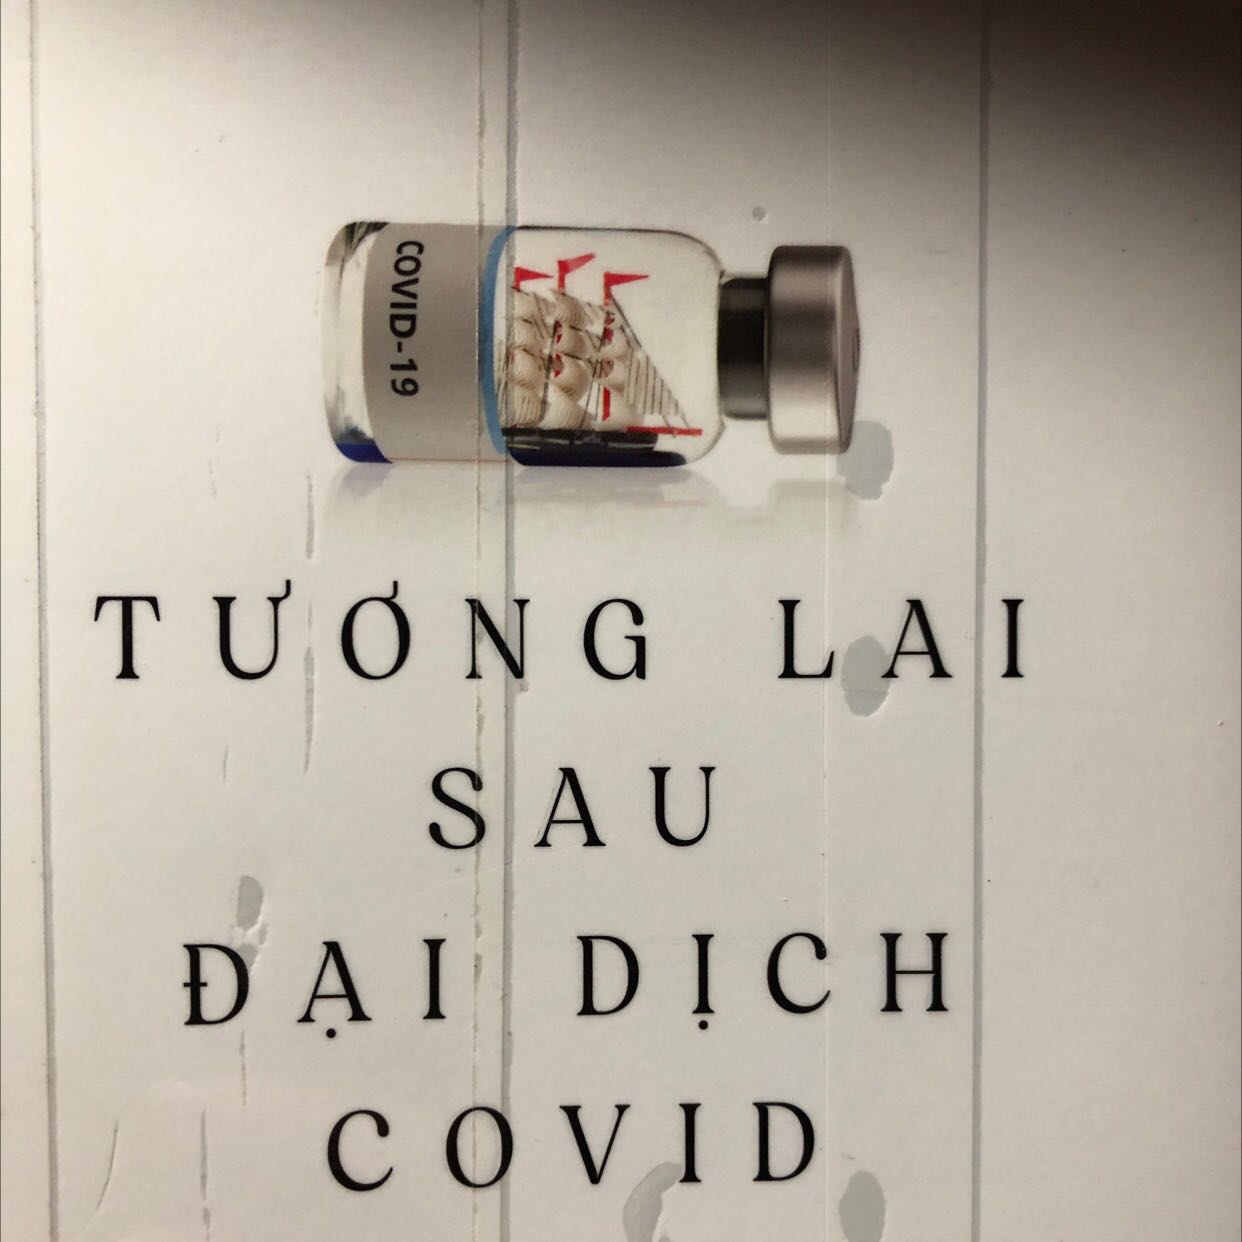 COVID-19
TƯƠNG LAI
SAU
ĐẠI DỊCH
COVID